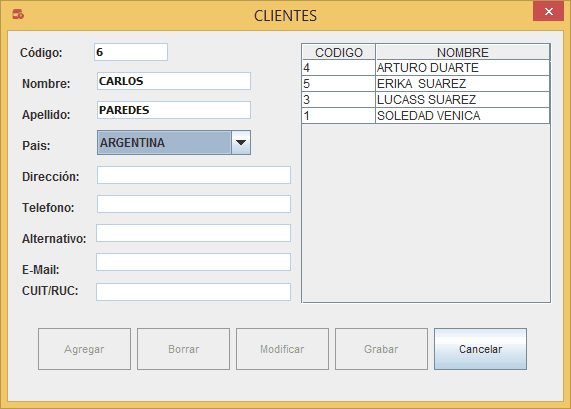 CLIENTES
Código: 6
Nombre: CARLOS
Apellido: PAREDES
Pais: ARGENTINA
Dirección:
Telefono:
Alternativo:
E-Mail:
CUIT/RUC:
CODIGO NOMBRE
4 ARTURO DUARTE
5 ERIKA SUAREZ
3 LUCASS SUAREZ
1 SOLEDAD VENICA
Agregar Borrar Modificar Grabar Cancelar